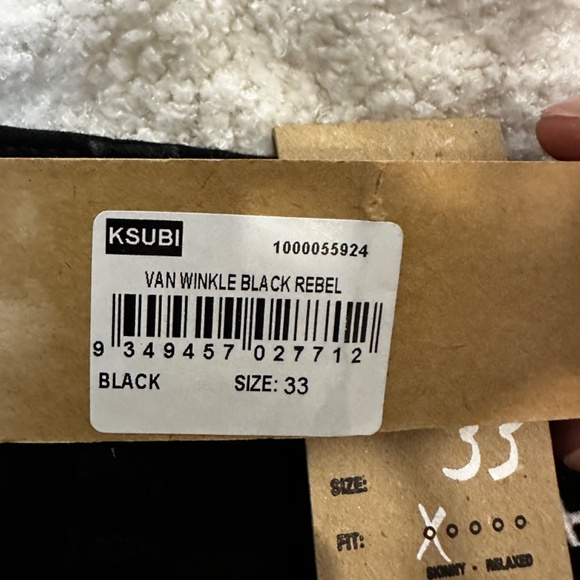 KSUBI
1000055924
VAN WINKLE BLACK REBEL
9 349457 027712
BLACK SIZE: 33
SIZE: 33
FIT: X
SKINNY - RELAXED